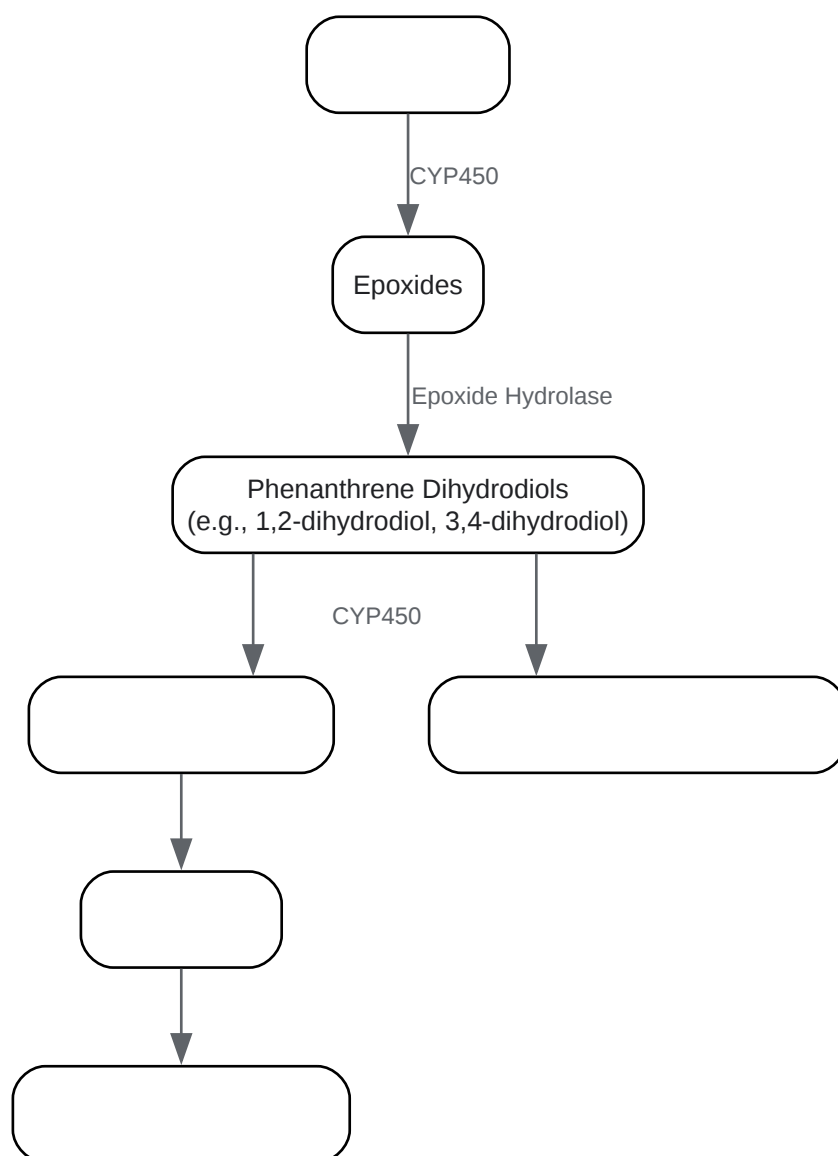 CYP450
Epoxides
Epoxide Hydrolase
Phenanthrene Dihydrodiols
(e.g., 1,2-dihydrodiol, 3,4-dihydrodiol)
CYP450